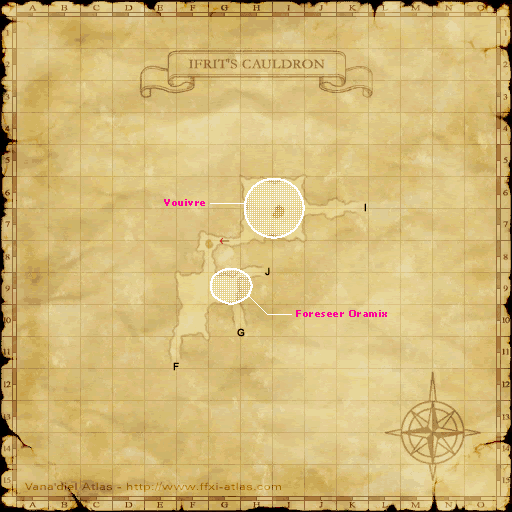 A B C D E F G H I J K L M N O
IFRIT'S CAULDRON
Vouivre
I
J
Foreseer Oramix
G
F
Vana'diel Atlas - http://www.ffxi-atlas.com
A B C D E F G H I J K L M N O